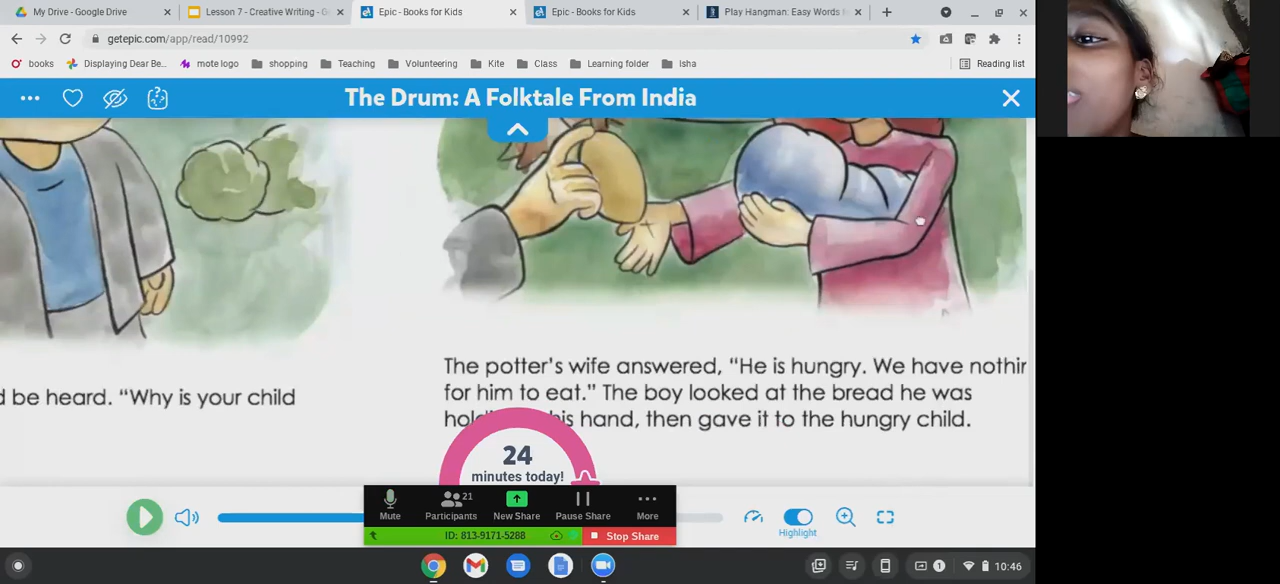 My Drive - Google Drive
Lesson 7 - Creative Writing - G
Epic - Books for Kids
Epic - Books for Kids
Play Hangman: Easy Words
getepic.com/app/read/10992
books
Displaying Dear Be...
mote logo
shopping
Teaching
Volunteering
Kite
Class
Learning folder
Isha
Reading list
The Drum: A Folktale From India
d be heard. “Why is your child
The potter’s wife answered, “He is hungry. We have nothin
for him to eat.” The boy looked at the bread he was
his hand, then gave it to the hungry child.
24
minutes today!
Mute
21
Participants
New Share
Pause Share
More
ID: 813-9171-5288
Stop Share
Highlight
1
10:46